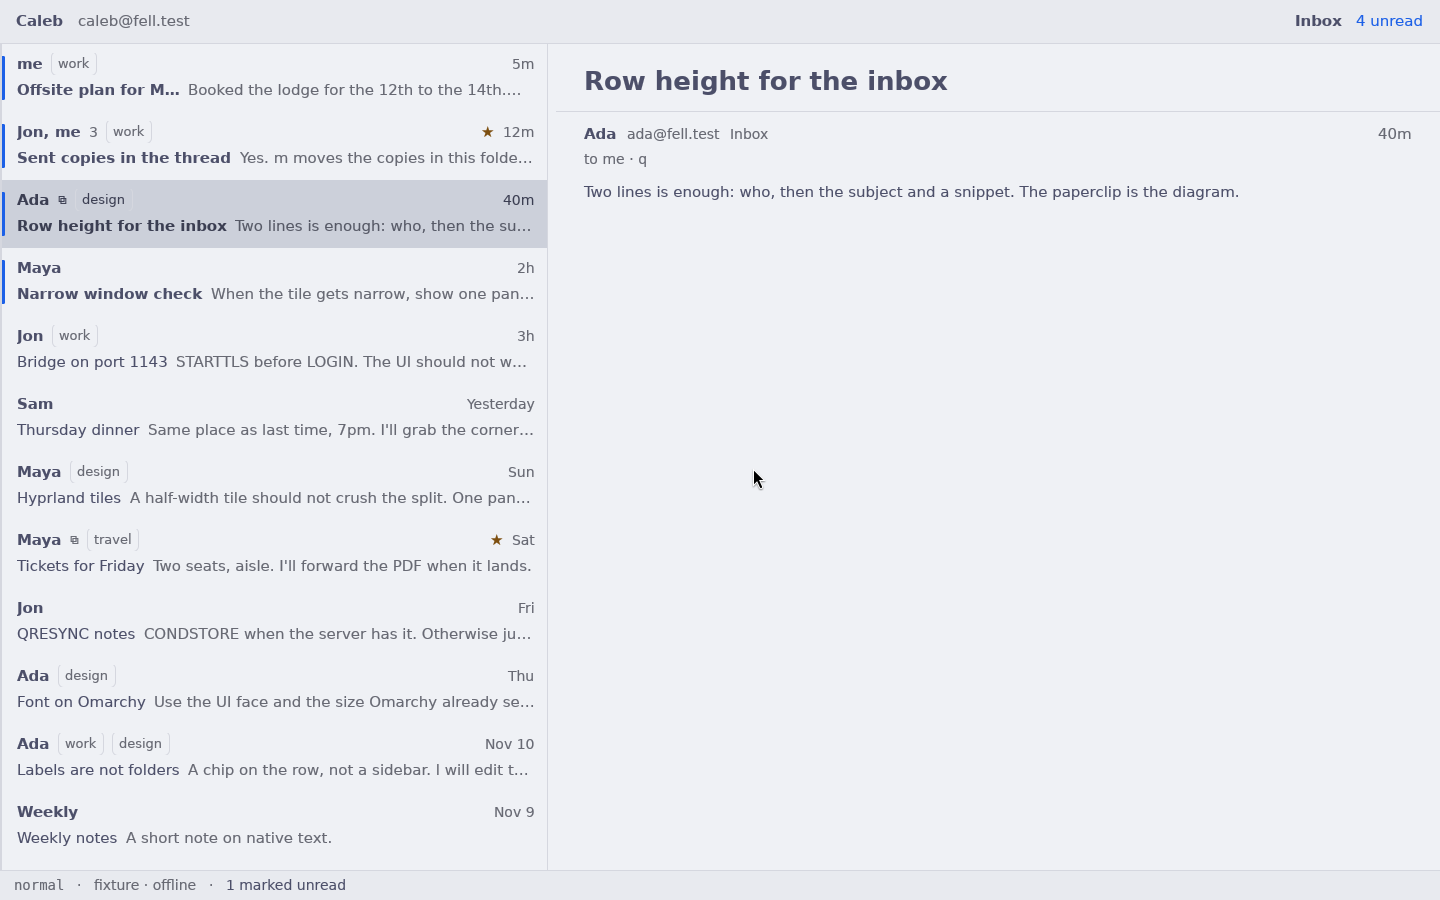 Caleb caleb@fell.test
Inbox 4 unread
me work 5m
Offsite plan for M… Booked the lodge for the 12th to the 14th.…
Jon, me 3 work ★ 12m
Sent copies in the thread Yes. m moves the copies in this folde…
Ada ⧉ design 40m
Row height for the inbox Two lines is enough: who, then the su…
Maya 2h
Narrow window check When the tile gets narrow, show one pan…
Jon work 3h
Bridge on port 1143 STARTTLS before LOGIN. The UI should not w…
Sam Yesterday
Thursday dinner Same place as last time, 7pm. I'll grab the corner…
Maya design Sun
Hyprland tiles A half-width tile should not crush the split. One pan…
Maya ⧉ travel ★ Sat
Tickets for Friday Two seats, aisle. I'll forward the PDF when it lands.
Jon Fri
QRESYNC notes CONDSTORE when the server has it. Otherwise ju…
Ada design Thu
Font on Omarchy Use the UI face and the size Omarchy already se…
Ada work design Nov 10
Labels are not folders A chip on the row, not a sidebar. I will edit t…
Weekly Nov 9
Weekly notes A short note on native text.
Row height for the inbox
Ada ada@fell.test Inbox 40m
to me · q
Two lines is enough: who, then the subject and a snippet. The paperclip is the diagram.
normal · fixture · offline · 1 marked unread